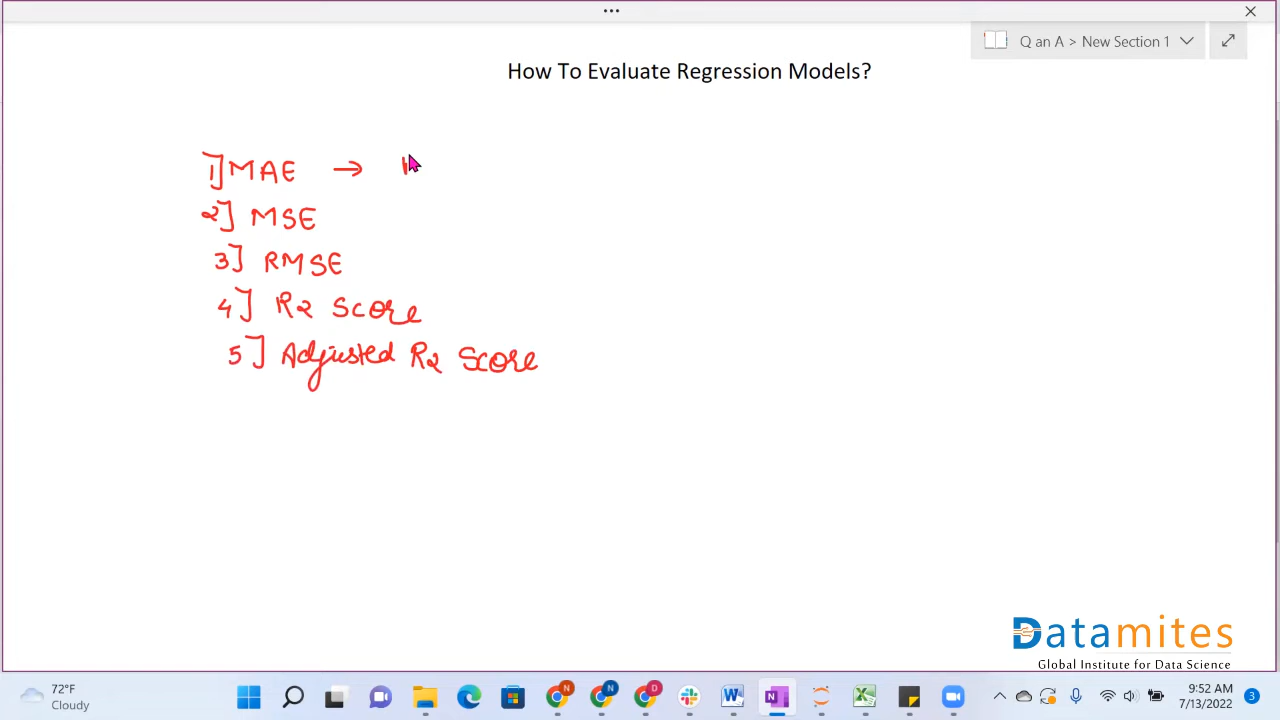 ...
Q an A > New Section 1
How To Evaluate Regression Models?
1] MAE →
2] MSE
3] RMSE
4] R2 Score
5] Adjusted R2 Score
Datamites
Global Institute for Data Science
72°F
Cloudy
N
N
D
9:52 AM
7/13/2022
3